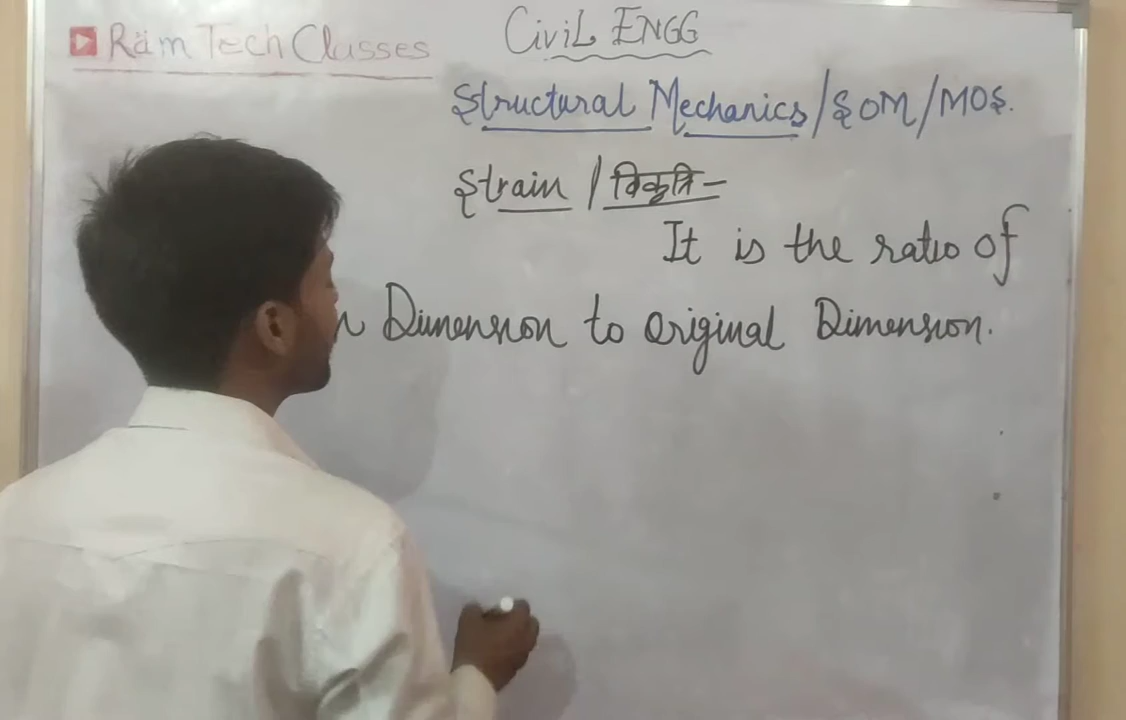 Ram Tech Classes
CiviL ENGG
Structural Mechanics/SOM/MOS.
Strain / विकृति -
It is the ratio of
Dimension to Original Dimension.